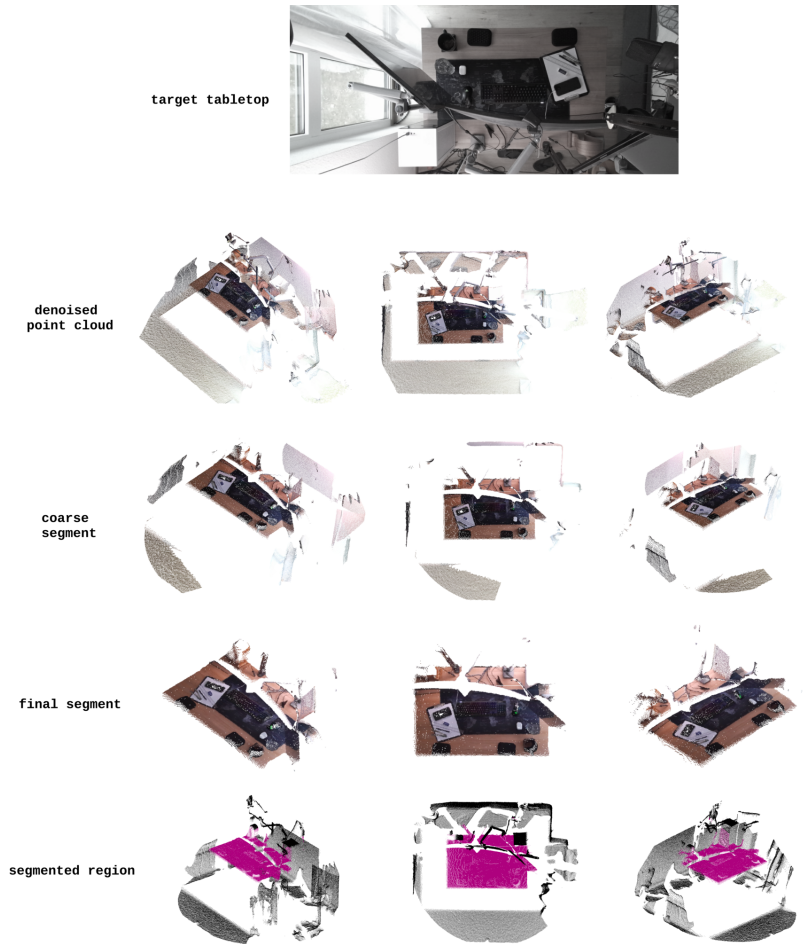 target tabletop
denoised
point cloud
coarse
segment
final segment
segmented region